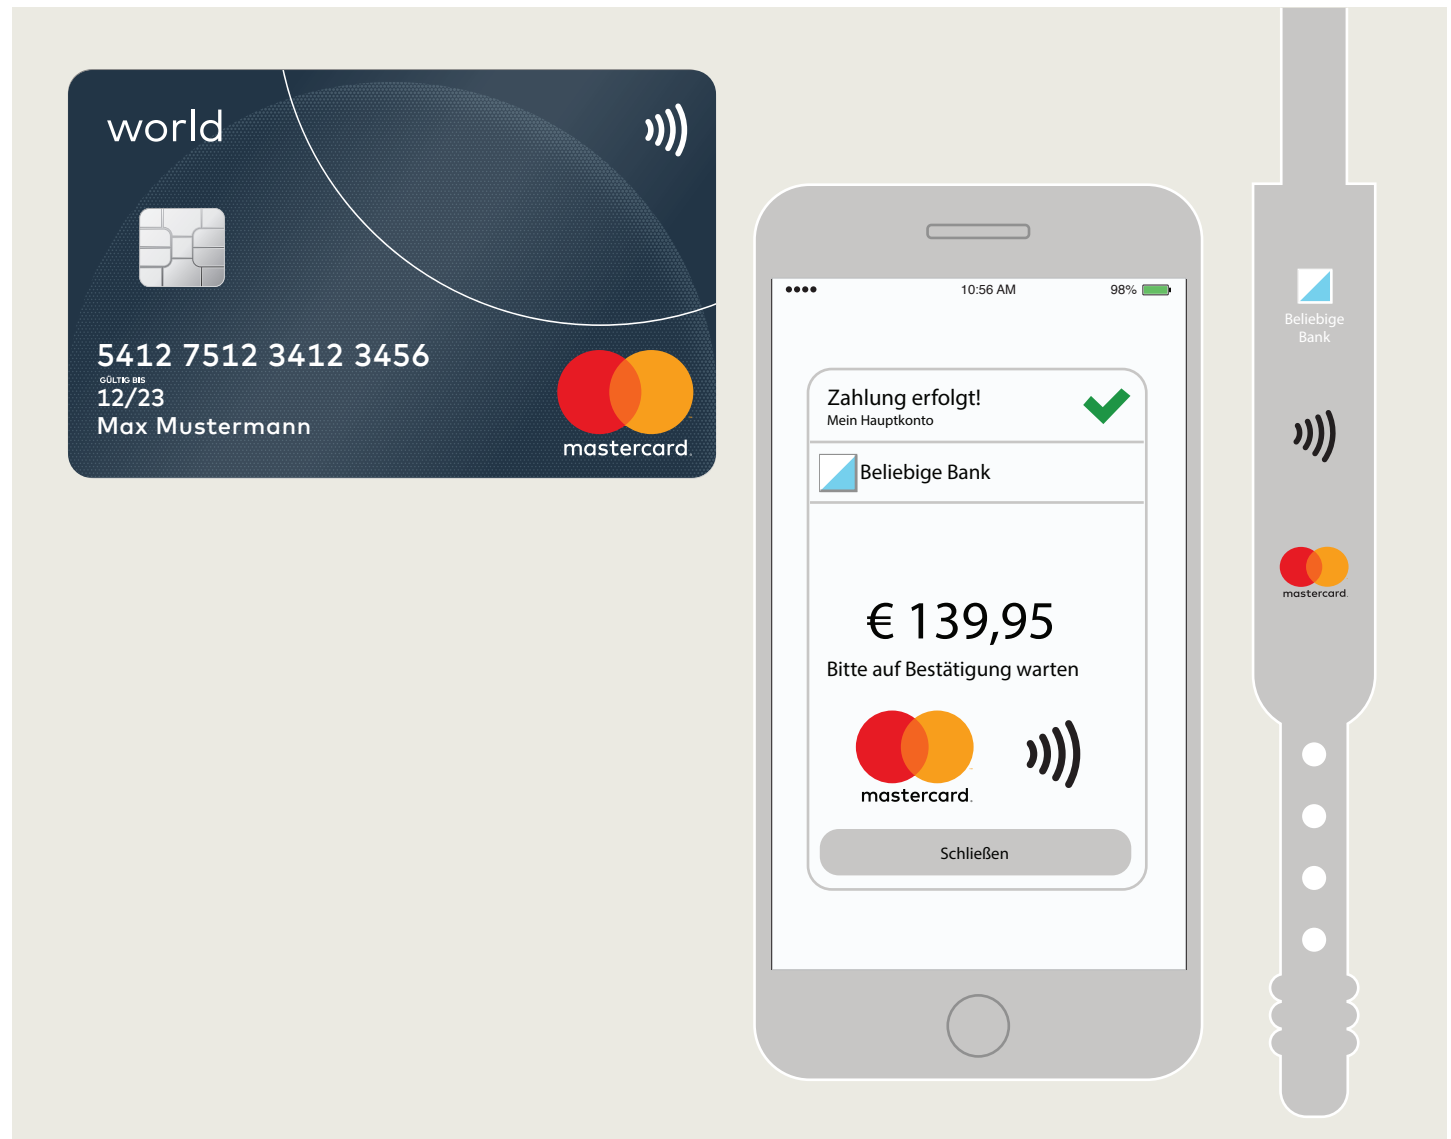 world
5412 7512 3412 3456
GÜLTIG BIS
12/23
Max Mustermann
mastercard.
10:56 AM 98%
Zahlung erfolgt!
Mein Hauptkonto
Beliebige Bank
€ 139,95
Bitte auf Bestätigung warten
mastercard.
Schließen
Beliebige
Bank
mastercard.